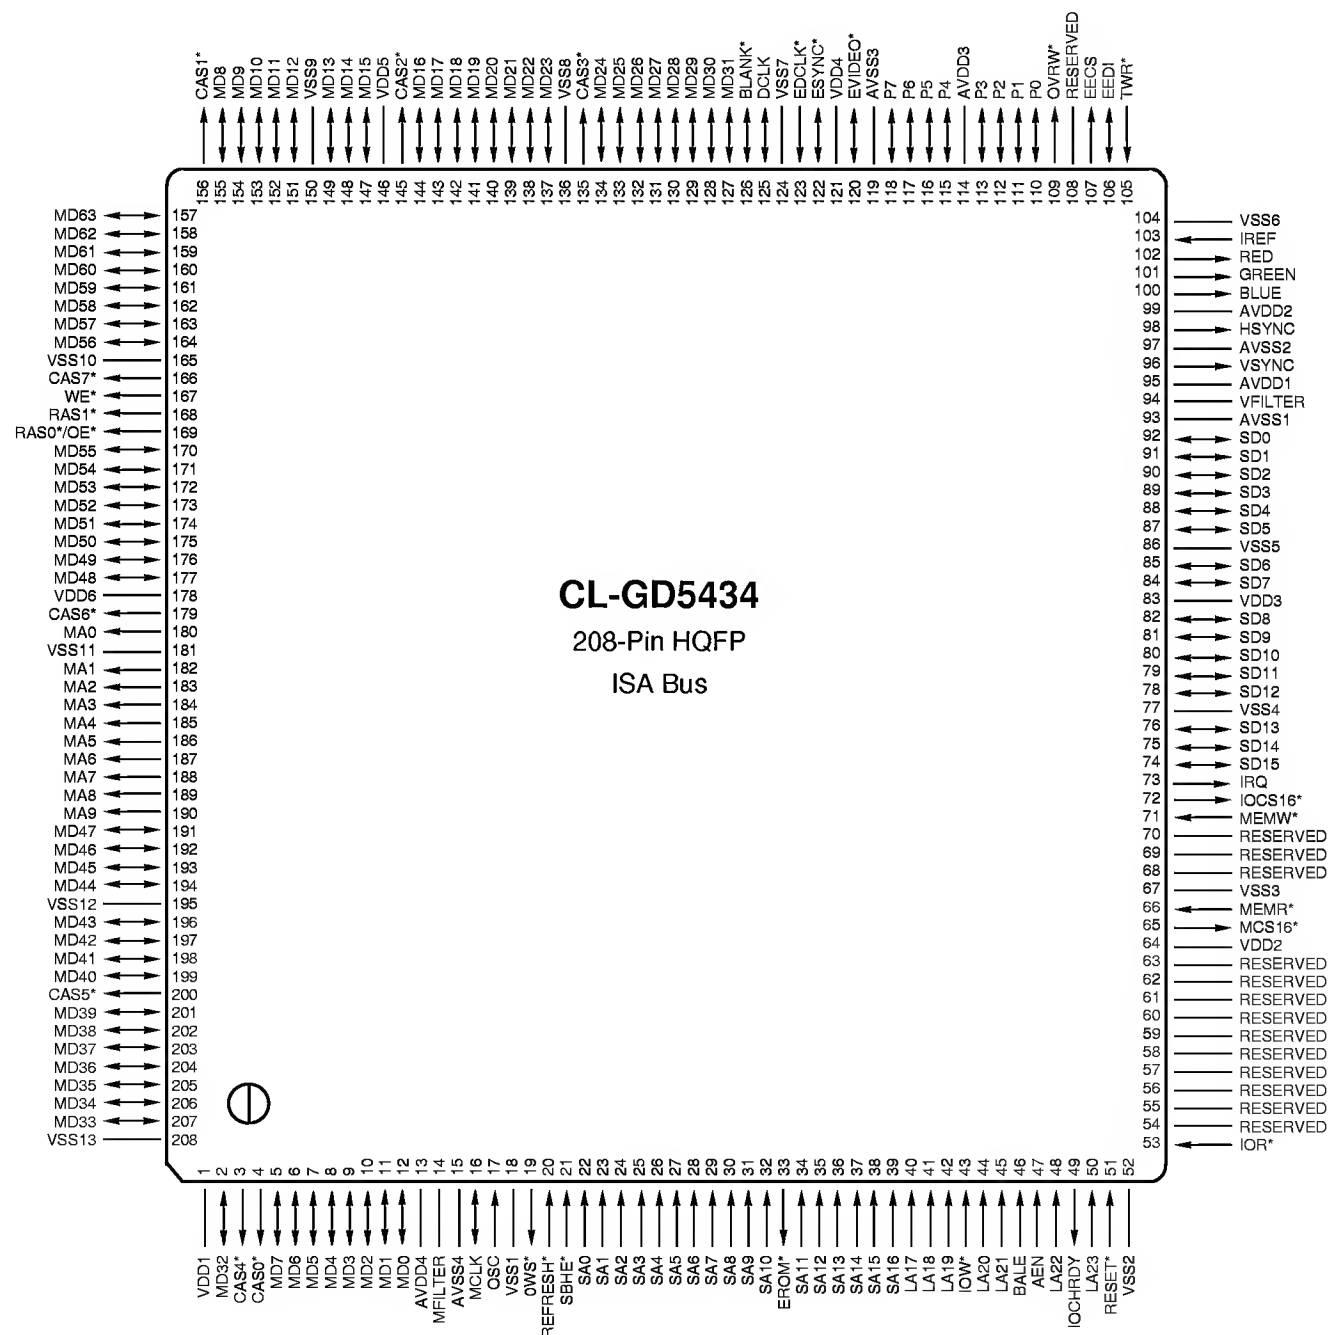 CAS1* MD8 MD9 MD10 MD11 MD12 VSS9 MD13 MD14 MD15 VDD5 CAS2* MD16 MD17 MD18 MD19 MD20 MD21 MD22 MD23 VSS8 CAS3* MD24 MD25 MD26 MD27 MD28 MD29 MD30 MD31 BLANK* DCLK VSS7 EDCLK* ESYNC* VDD4 EVIDEO* AVSS3 P7 P6 P5 P4 AVDD3 P3 P2 P1 P0 OVRW* RESERVED EECS EEDI TWR*
156 155 154 153 152 151 150 149 148 147 146 145 144 143 142 141 140 139 138 137 136 135 134 133 132 131 130 129 128 127 126 125 124 123 122 121 120 119 118 117 116 115 114 113 112 111 110 109 108 107 106 105
MD63 157
MD62 158
MD61 159
MD60 160
MD59 161
MD58 162
MD57 163
MD56 164
VSS10 165
CAS7* 166
WE* 167
RAS1* 168
RAS0*/OE* 169
MD55 170
MD54 171
MD53 172
MD52 173
MD51 174
MD50 175
MD49 176
MD48 177
VDD6 178
CAS6* 179
MA0 180
VSS11 181
MA1 182
MA2 183
MA3 184
MA4 185
MA5 186
MA6 187
MA7 188
MA8 189
MA9 190
MD47 191
MD46 192
MD45 193
MD44 194
VSS12 195
MD43 196
MD42 197
MD41 198
MD40 199
CAS5* 200
MD39 201
MD38 202
MD37 203
MD36 204
MD35 205
MD34 206
MD33 207
VSS13 208
CL-GD5434
208-Pin HQFP
ISA Bus
104 VSS6
103 IREF
102 RED
101 GREEN
100 BLUE
99 AVDD2
98 HSYNC
97 AVSS2
96 VSYNC
95 AVDD1
94 VFILTER
93 AVSS1
92 SD0
91 SD1
90 SD2
89 SD3
88 SD4
87 SD5
86 VSS5
85 SD6
84 SD7
83 VDD3
82 SD8
81 SD9
80 SD10
79 SD11
78 SD12
77 VSS4
76 SD13
75 SD14
74 SD15
73 IRQ
72 IOCS16*
71 MEMW*
70 RESERVED
69 RESERVED
68 RESERVED
67 VSS3
66 MEMR*
65 MCS16*
64 VDD2
63 RESERVED
62 RESERVED
61 RESERVED
60 RESERVED
59 RESERVED
58 RESERVED
57 RESERVED
56 RESERVED
55 RESERVED
54 RESERVED
53 IOR*
1 2 3 4 5 6 7 8 9 10 11 12 13 14 15 16 17 18 19 20 21 22 23 24 25 26 27 28 29 30 31 32 33 34 35 36 37 38 39 40 41 42 43 44 45 46 47 48 49 50 51 52
VDD1 MD32 CAS4* CAS0* MD7 MD6 MD5 MD4 MD3 MD2 MD1 MD0 AVDD4 MFILTER AVSS4 MCLK OSC VSS1 0WS* REFRESH* SBHE* SA0 SA1 SA2 SA3 SA4 SA5 SA6 SA7 SA8 SA9 SA10 EROM* SA11 SA12 SA13 SA14 SA15 SA16 LA17 LA18 LA19 IOW* LA20 LA21 BALE AEN LA22 IOCHRDY LA23 RESET* VSS2